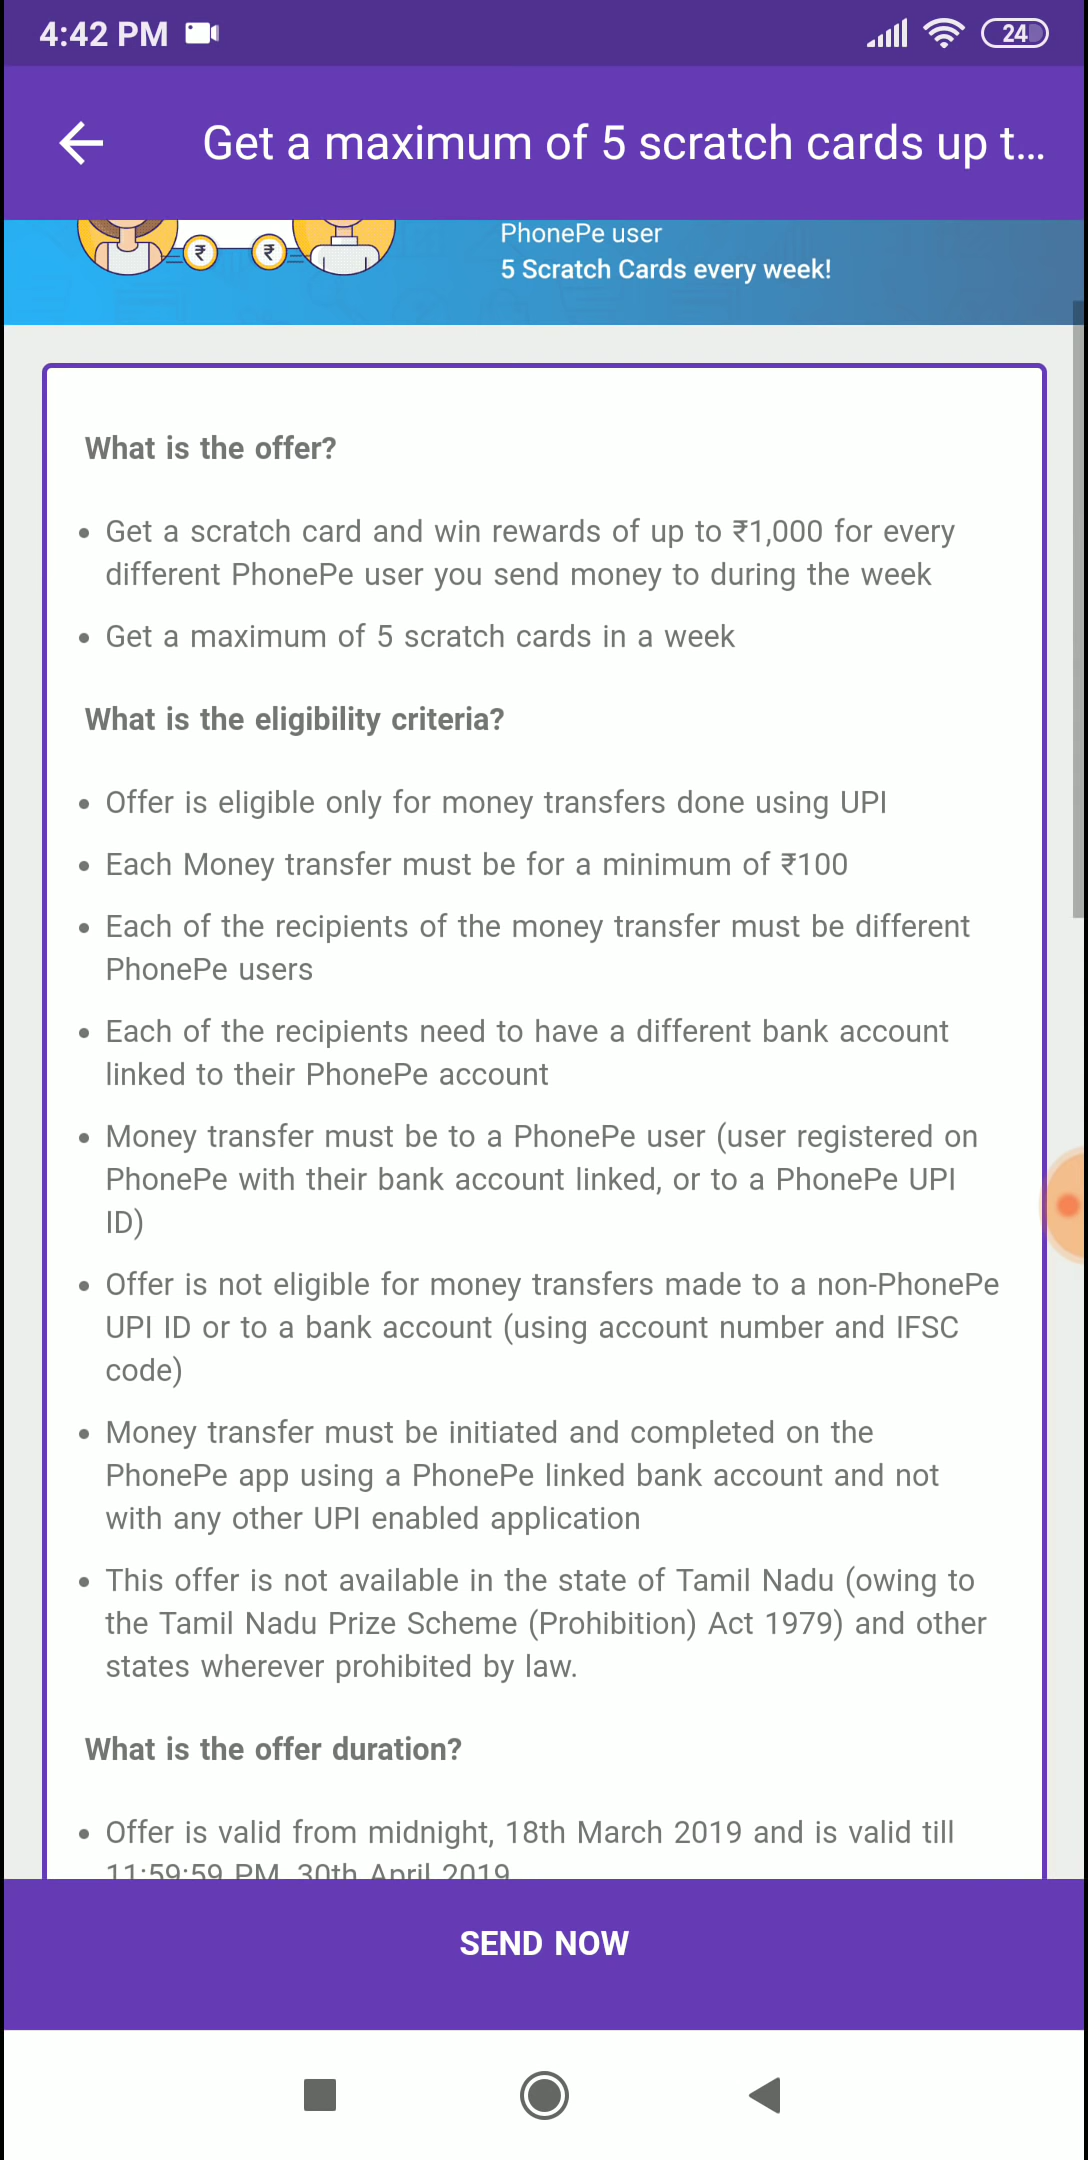 4:42 PM
24
Get a maximum of 5 scratch cards up t...
₹ ₹
PhonePe user
5 Scratch Cards every week!
What is the offer?
• Get a scratch card and win rewards of up to ₹1,000 for every
different PhonePe user you send money to during the week
• Get a maximum of 5 scratch cards in a week
What is the eligibility criteria?
• Offer is eligible only for money transfers done using UPI
• Each Money transfer must be for a minimum of ₹100
• Each of the recipients of the money transfer must be different
PhonePe users
• Each of the recipients need to have a different bank account
linked to their PhonePe account
• Money transfer must be to a PhonePe user (user registered on
PhonePe with their bank account linked, or to a PhonePe UPI
ID)
• Offer is not eligible for money transfers made to a non-PhonePe
UPI ID or to a bank account (using account number and IFSC
code)
• Money transfer must be initiated and completed on the
PhonePe app using a PhonePe linked bank account and not
with any other UPI enabled application
• This offer is not available in the state of Tamil Nadu (owing to
the Tamil Nadu Prize Scheme (Prohibition) Act 1979) and other
states wherever prohibited by law.
What is the offer duration?
• Offer is valid from midnight, 18th March 2019 and is valid till
11:59:59 PM, 30th April 2019
SEND NOW